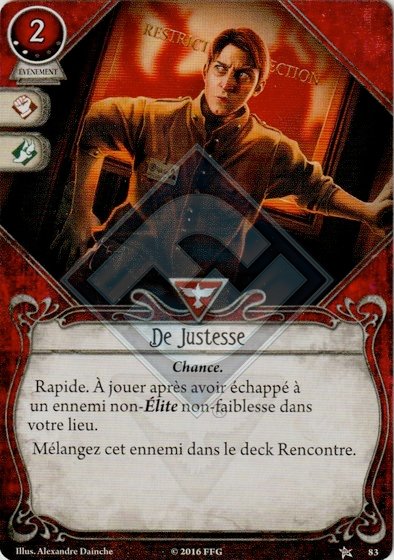 2
ÉVÉNEMENT
RESTRICT ECTION
De Justesse
Chance.
Rapide. À jouer après avoir échappé à
un ennemi non-Élite non-faiblesse dans
votre lieu.
Mélangez cet ennemi dans le deck Rencontre.
Illus. Alexandre Dainche © 2016 FFG 83